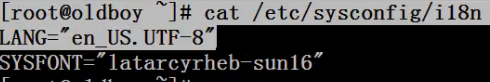 [root@oldboy ~]# cat /etc/sysconfig/i18n
LANG="en_US.UTF-8"
SYSFONT="latarcyrheb-sun16"